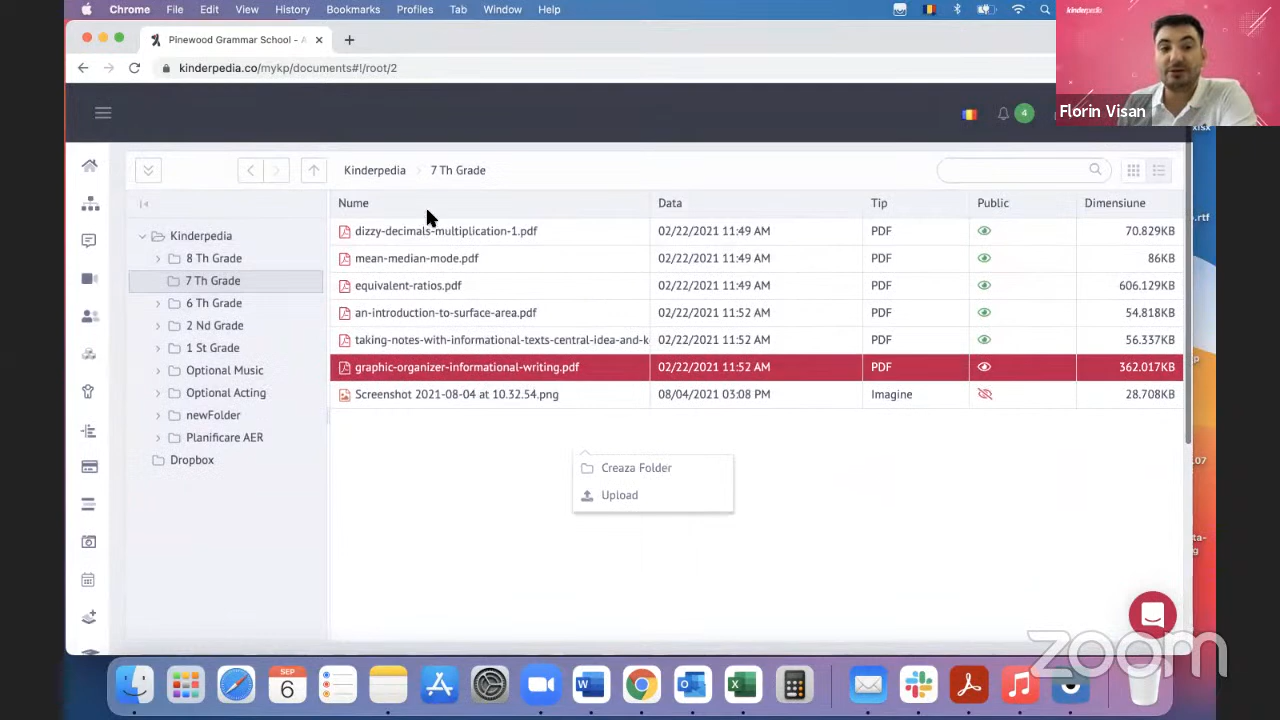 Chrome File Edit View History Bookmarks Profiles Tab Window Help
kinderpedia
Pinewood Grammar School - A
kinderpedia.co/mykp/documents#!/root/2
Florin Visan
4
xlsx
Kinderpedia 7 Th Grade
Nume Data Tip Public Dimensiune
.rtf
Kinderpedia
8 Th Grade
7 Th Grade
6 Th Grade
2 Nd Grade
1 St Grade
Optional Music
Optional Acting
newFolder
Planificare AER
Dropbox
dizzy-decimals-multiplication-1.pdf 02/22/2021 11:49 AM PDF 70.829KB
mean-median-mode.pdf 02/22/2021 11:49 AM PDF 86KB
equivalent-ratios.pdf 02/22/2021 11:49 AM PDF 606.129KB
an-introduction-to-surface-area.pdf 02/22/2021 11:52 AM PDF 54.818KB
taking-notes-with-informational-texts-central-idea-and-k 02/22/2021 11:52 AM PDF 56.337KB
graphic-organizer-informational-writing.pdf 02/22/2021 11:52 AM PDF 362.017KB
Screenshot 2021-08-04 at 10.32.54.png 08/04/2021 03:08 PM Imagine 28.708KB
Creaza Folder
Upload
.07
ta-
zoom
SEP
6